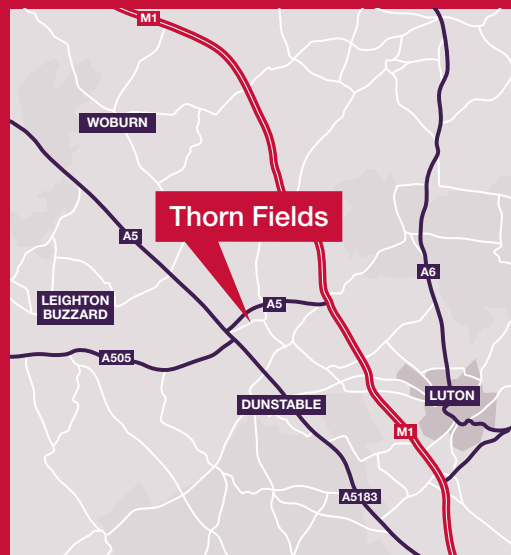 M1
WOBURN
Thorn Fields
A5
A6
LEIGHTON
BUZZARD
A5
A505
LUTON
DUNSTABLE
M1
A5183